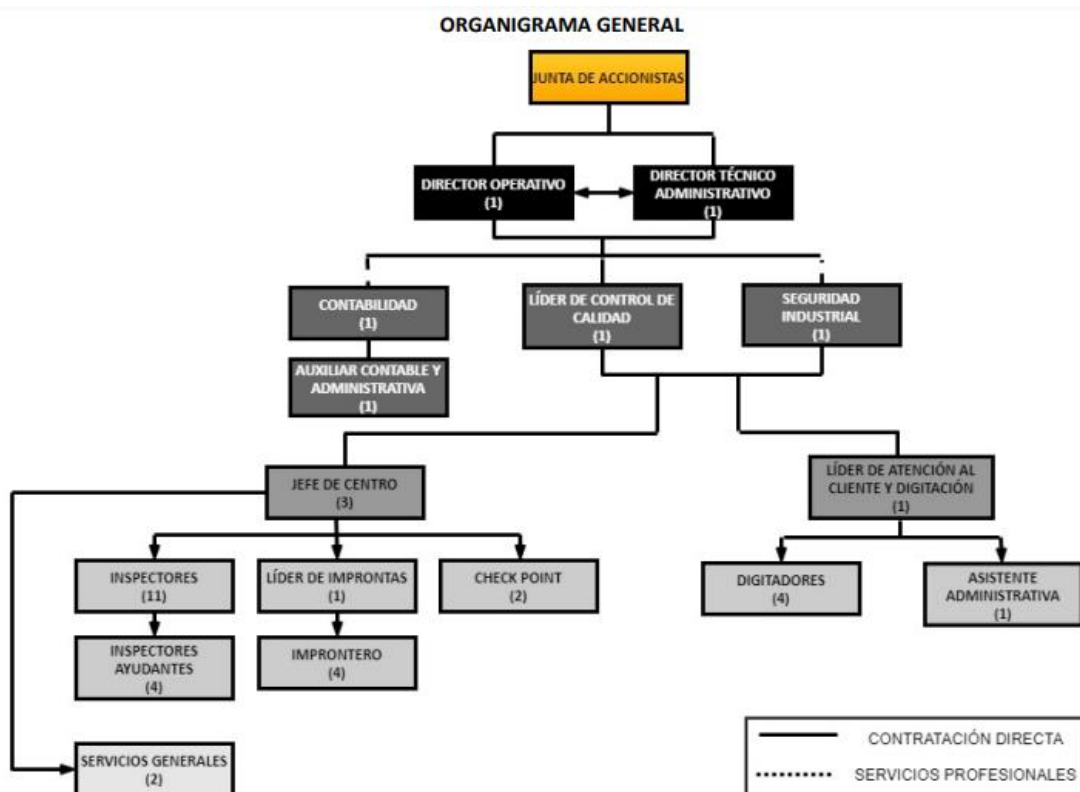 ORGANIGRAMA GENERAL
JUNTA DE ACCIONISTAS
DIRECTOR OPERATIVO
(1)
DIRECTOR TÉCNICO
ADMINISTRATIVO
(1)
CONTABILIDAD
(1)
LÍDER DE CONTROL DE
CALIDAD
(1)
SEGURIDAD
INDUSTRIAL
(1)
AUXILIAR CONTABLE Y
ADMINISTRATIVA
(1)
JEFE DE CENTRO
(3)
LÍDER DE ATENCIÓN AL
CLIENTE Y DIGITACIÓN
(1)
INSPECTORES
(11)
LÍDER DE IMPRONTAS
(1)
CHECK POINT
(2)
DIGITADORES
(4)
ASISTENTE
ADMINISTRATIVA
(1)
INSPECTORES
AYUDANTES
(4)
IMPRONTERO
(4)
SERVICIOS GENERALES
(2)
CONTRATACIÓN DIRECTA
SERVICIOS PROFESIONALES